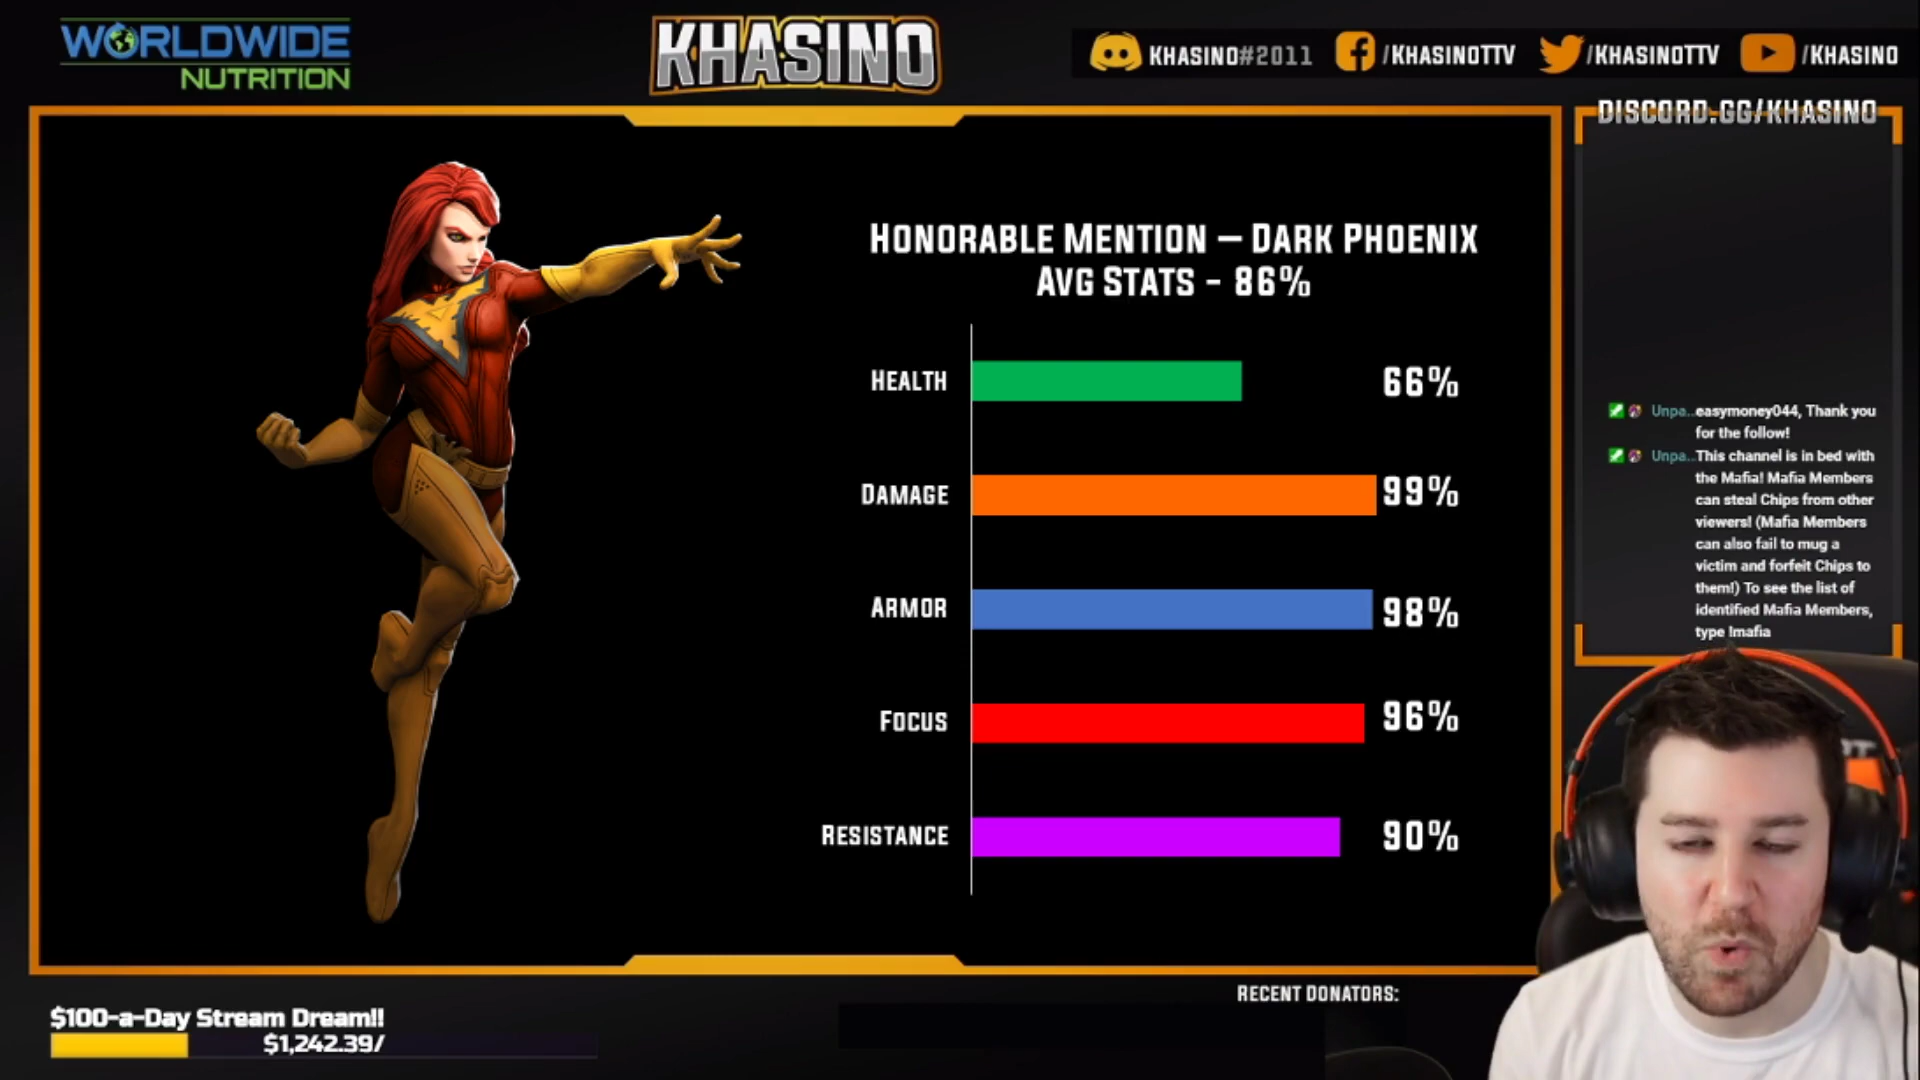 WORLDWIDE
NUTRITION
KHASINO
KHASINO#2011
/KHASINOTTV
/KHASINOTTV
/KHASINO
DISCORD.GG/KHASINO
HONORABLE MENTION – DARK PHOENIX
AVG STATS - 86%
HEALTH 66%
DAMAGE 99%
ARMOR 98%
FOCUS 96%
RESISTANCE 90%
Unpa...easymoney044, Thank you
for the follow!
Unpa...This channel is in bed with
the Mafia! Mafia Members
can steal Chips from other
viewers! (Mafia Members
can also fail to mug a
victim and forfeit Chips to
them!) To see the list of
identified Mafia Members,
type !mafia
RECENT DONATORS:
$100-a-Day Stream Dream!!
$1,242.39/